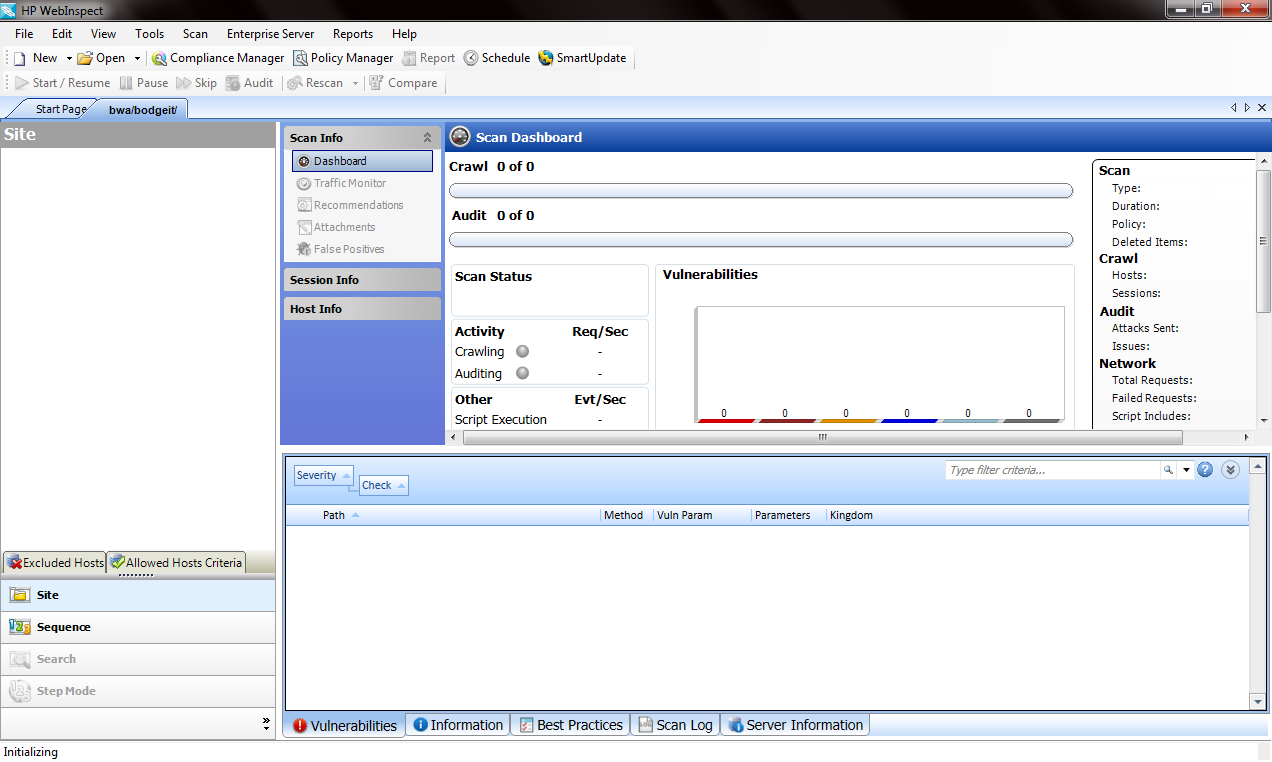 HP WebInspect
File Edit View Tools Scan Enterprise Server Reports Help
New Open Compliance Manager Policy Manager Report Schedule SmartUpdate
Start / Resume Pause Skip Audit Rescan Compare
Start Page bwa/bodgeit/
Site
Scan Info
Dashboard
Traffic Monitor
Recommendations
Attachments
False Positives
Session Info
Host Info
Scan Dashboard
Crawl 0 of 0
Audit 0 of 0
Scan Status
Activity Req/Sec
Crawling -
Auditing -
Other Evt/Sec
Script Execution -
Vulnerabilities
0 0 0 0 0 0
Scan
Type:
Duration:
Policy:
Deleted Items:
Crawl
Hosts:
Sessions:
Audit
Attacks Sent:
Issues:
Network
Total Requests:
Failed Requests:
Script Includes:
Excluded Hosts Allowed Hosts Criteria
Site
Sequence
Search
Step Mode
Severity
Check
Type filter criteria...
Path Method Vuln Param Parameters Kingdom
Vulnerabilities Information Best Practices Scan Log Server Information
Initializing